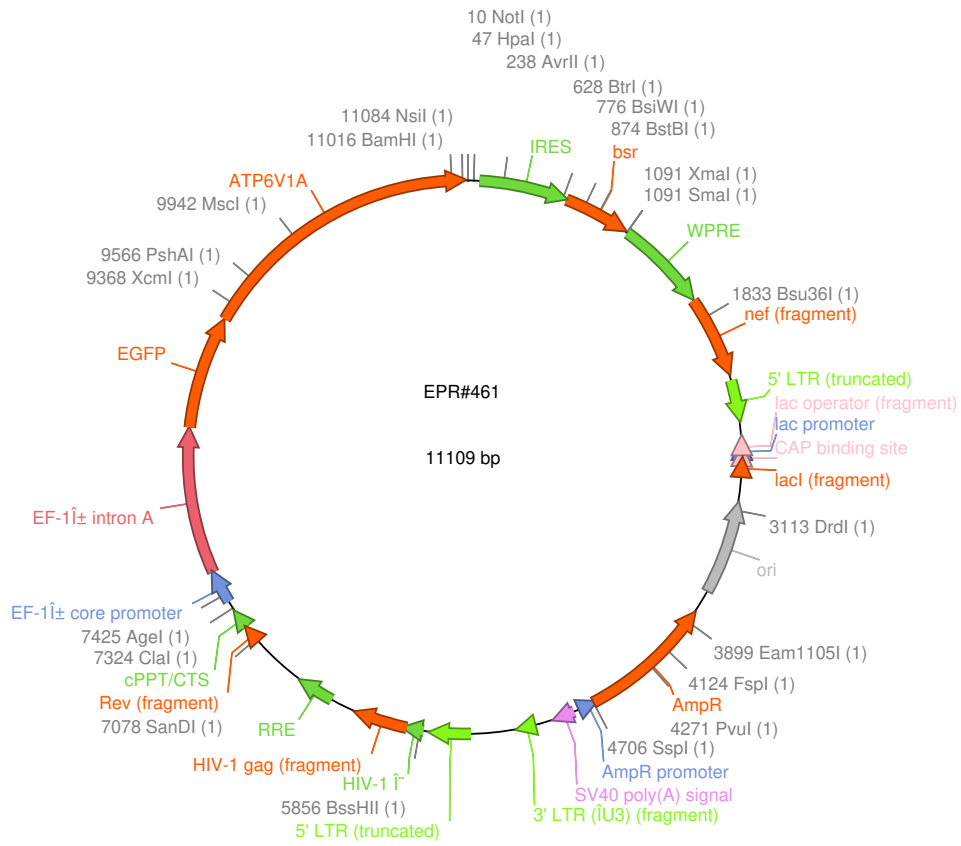 10 NotI (1)
47 HpaI (1)
238 AvrII (1)
628 BtrI (1)
776 BsiWI (1)
874 BstBI (1)
bsr
IRES
1091 XmaI (1)
1091 SmaI (1)
WPRE
1833 Bsu36I (1)
nef (fragment)
5' LTR (truncated)
lac operator (fragment)
lac promoter
CAP binding site
lacI (fragment)
3113 DrdI (1)
ori
3899 Eam1105I (1)
4124 FspI (1)
AmpR
4271 PvuI (1)
4706 SspI (1)
AmpR promoter
SV40 poly(A) signal
3' LTR (ÎU3) (fragment)
5' LTR (truncated)
5856 BssHII (1)
HIV-1 Î¨
HIV-1 gag (fragment)
RRE
7078 SanDI (1)
Rev (fragment)
cPPT/CTS
7324 ClaI (1)
7425 AgeI (1)
EF-1Î± core promoter
EF-1Î± intron A
EGFP
9368 XcmI (1)
9566 PshAI (1)
9942 MscI (1)
ATP6V1A
11016 BamHI (1)
11084 NsiI (1)
EPR#461
11109 bp